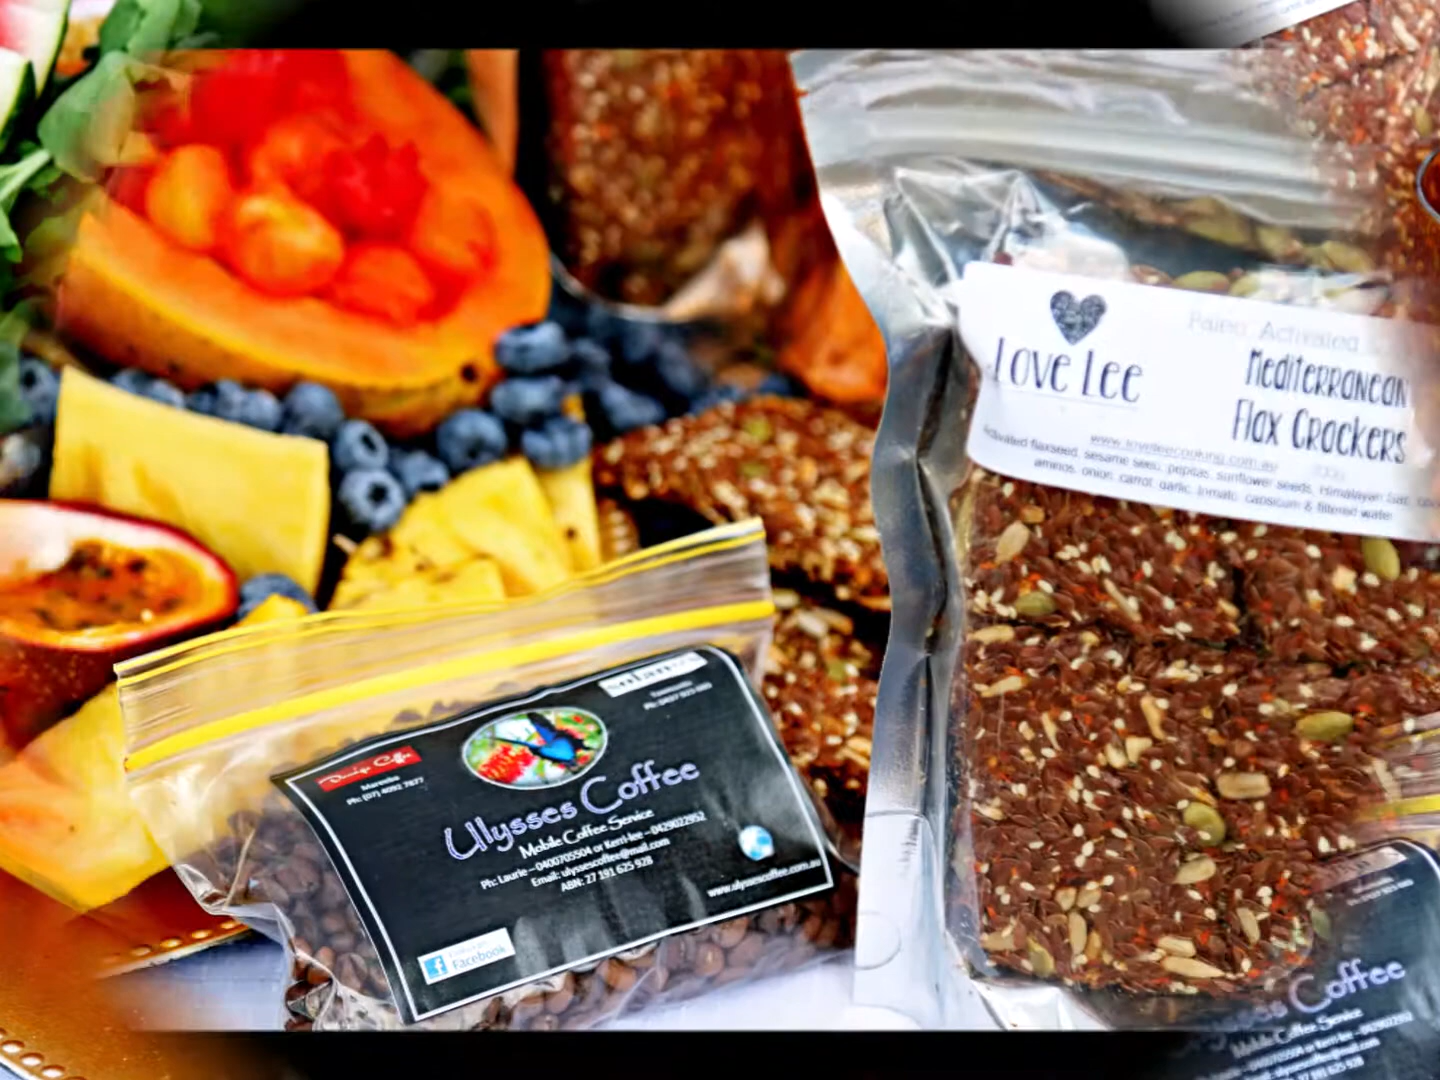 LOVE LEE
Paleo, Activated
Mediterranean
Flax Crackers
www.loveleecooking.com.au
Activated flaxseed, sesame seed, pepitas, sunflower seeds, Himalayan
aminos, onion, carrot, garlic, tomato, capsicum & filtered water
Mareeba
Ph: (07) 4092 7877
Townsville
Ulysses Coffee
Mobile Coffee Service
Ph: Laurie – 0400705504 or Kerri-lee – 0429022952
Email: ulyssescoffee@mail.com
ABN: 27 191 625 928
www.ulyssescoffee.com.au
Facebook
Coffee
Mobile Coffee Service